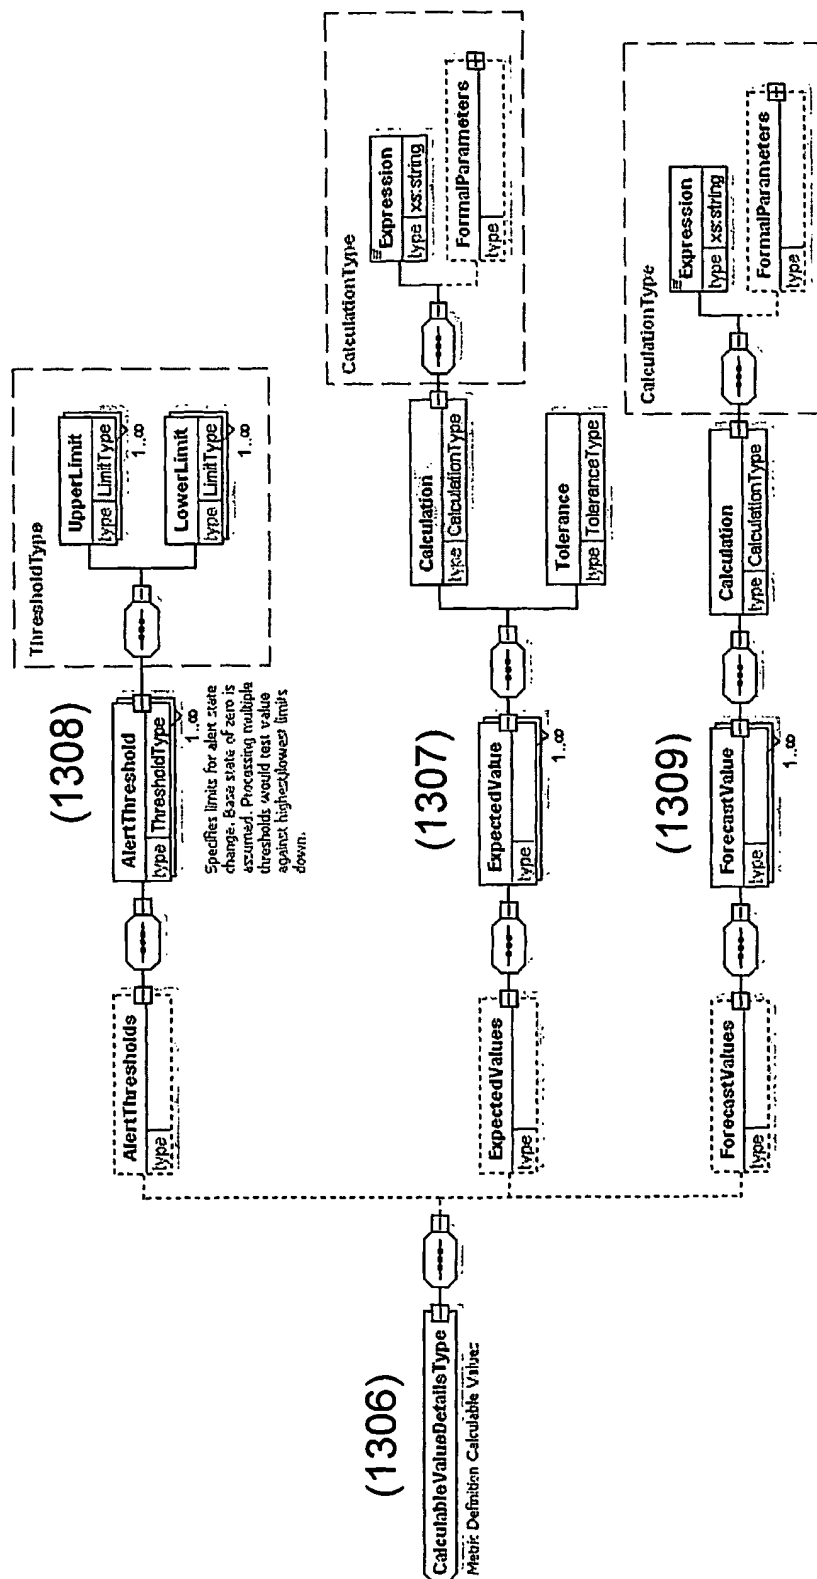 (1306)
CalculableValueDetailsType
Metric Definition Calculable Values
AlertThresholds
type
(1308)
AlertThreshold
type ThresholdType
1..∞
Specifies limits for alert state
change. Base state of zero is
assumed. Processing multiple
thresholds would test value
against highest/lowest limits
down.
ThresholdType
UpperLimit
type LimitType
1..∞
LowerLimit
type LimitType
1..∞
ExpectedValues
type
(1307)
ExpectedValue
type
1..∞
Calculation
type CalculationType
CalculationType
Expression
type xs:string
FormalParameters
type
Tolerance
type ToleranceType
ForecastValues
type
(1309)
ForecastValue
type
1..∞
Calculation
type CalculationType
CalculationType
Expression
type xs:string
FormalParameters
type